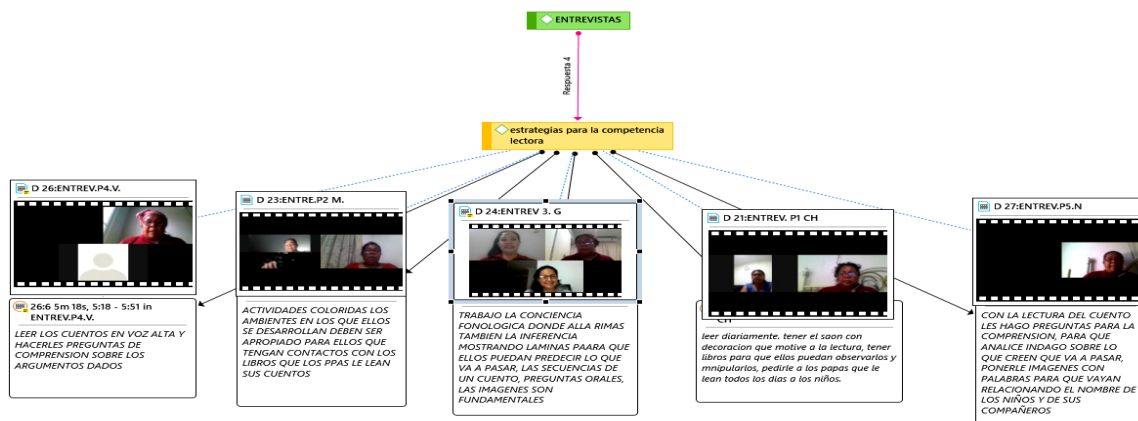 ENTREVISTAS
Respuesta 4
estrategias para la competencia
lectora
D 26:ENTREV.P4.V.
26:6 5m 18s, 5:18 - 5:51 in
ENTREV.P4.V.
LEER LOS CUENTOS EN VOZ ALTA Y
HACERLES PREGUNTAS DE
COMPRENSION SOBRE LOS
ARGUMENTOS DADOS
D 23:ENTRE.P2 M.
ACTIVIDADES COLORIDAS LOS
AMBIENTES EN LOS QUE ELLOS
SE DESARROLLAN DEBEN SER
APROPIADO PARA ELLOS QUE
TENGAN CONTACTOS CON LOS
LIBROS QUE LOS PPAS LE LEAN
SUS CUENTOS
D 24:ENTREV 3. G
TRABAJO LA CONCIENCIA
FONOLOGICA DONDE ALLA RIMAS
TAMBIEN LA INFERENCIA
MOSTRANDO LAMINAS PAARA QUE
ELLOS PUEDAN PREDECIR LO QUE
VA A PASAR, LAS SECUENCIAS DE
UN CUENTO, PREGUNTAS ORALES,
LAS IMAGENES SON
FUNDAMENTALES
D 21:ENTREV. P1 CH
leer diariamente. tener el saon con
decoracion que motive a la lectura, tener
libros para que ellos puedan observarlos y
mnipularlos, pedirle a los papas que le
lean todos los dias a los niños.
D 27:ENTREV.P5.N
CON LA LECTURA DEL CUENTO
LES HAGO PREGUNTAS PARA LA
COMPRENSION, PARA QUE
ANALICE INDAGO SOBRE LO
QUE CREEN QUE VA A PASAR,
PONERLE IMAGENES CON
PALABRAS PARA QUE VAYAN
RELACIONANDO EL NOMBRE DE
LOS NIÑOS Y DE SUS
COMPAÑEROS